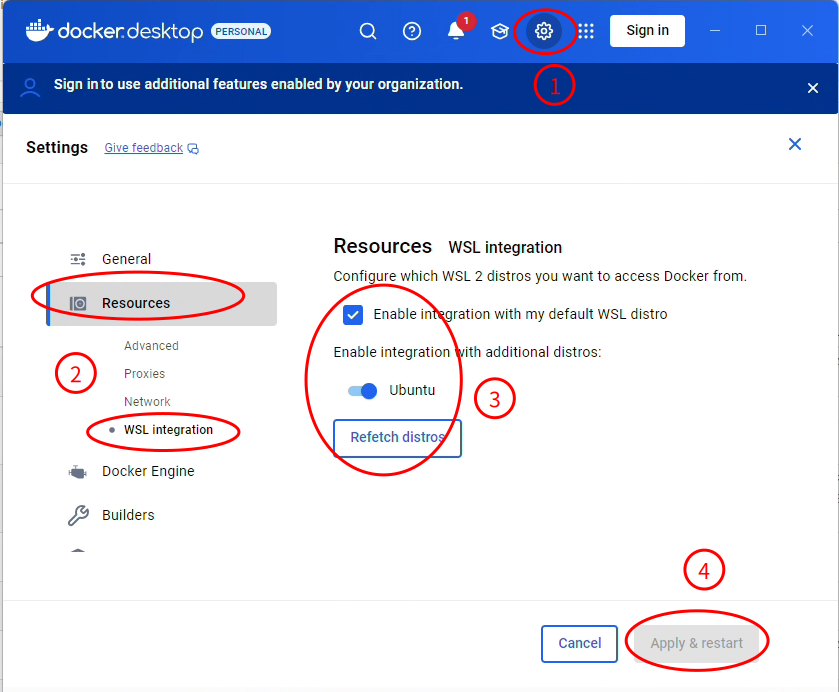 docker desktop PERSONAL 1 Sign in
1
Sign in to use additional features enabled by your organization.
Settings Give feedback
Resources WSL integration
Configure which WSL 2 distros you want to access Docker from.
General
Resources
Enable integration with my default WSL distro
Advanced
Enable integration with additional distros:
2
Proxies
Ubuntu
3
Network
WSL integration
Refetch distros
Docker Engine
Builders
4
Cancel
Apply & restart